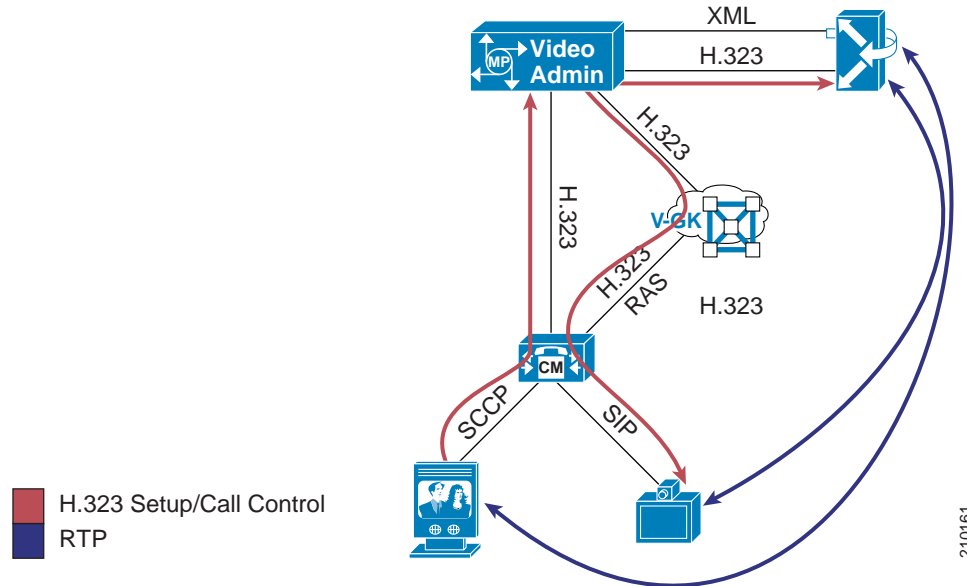 XML
MP
Video
Admin
H.323
H.323
H.323
V-GK
H.323
RAS
H.323
CM
SCCP
SIP
H.323 Setup/Call Control
RTP
210161